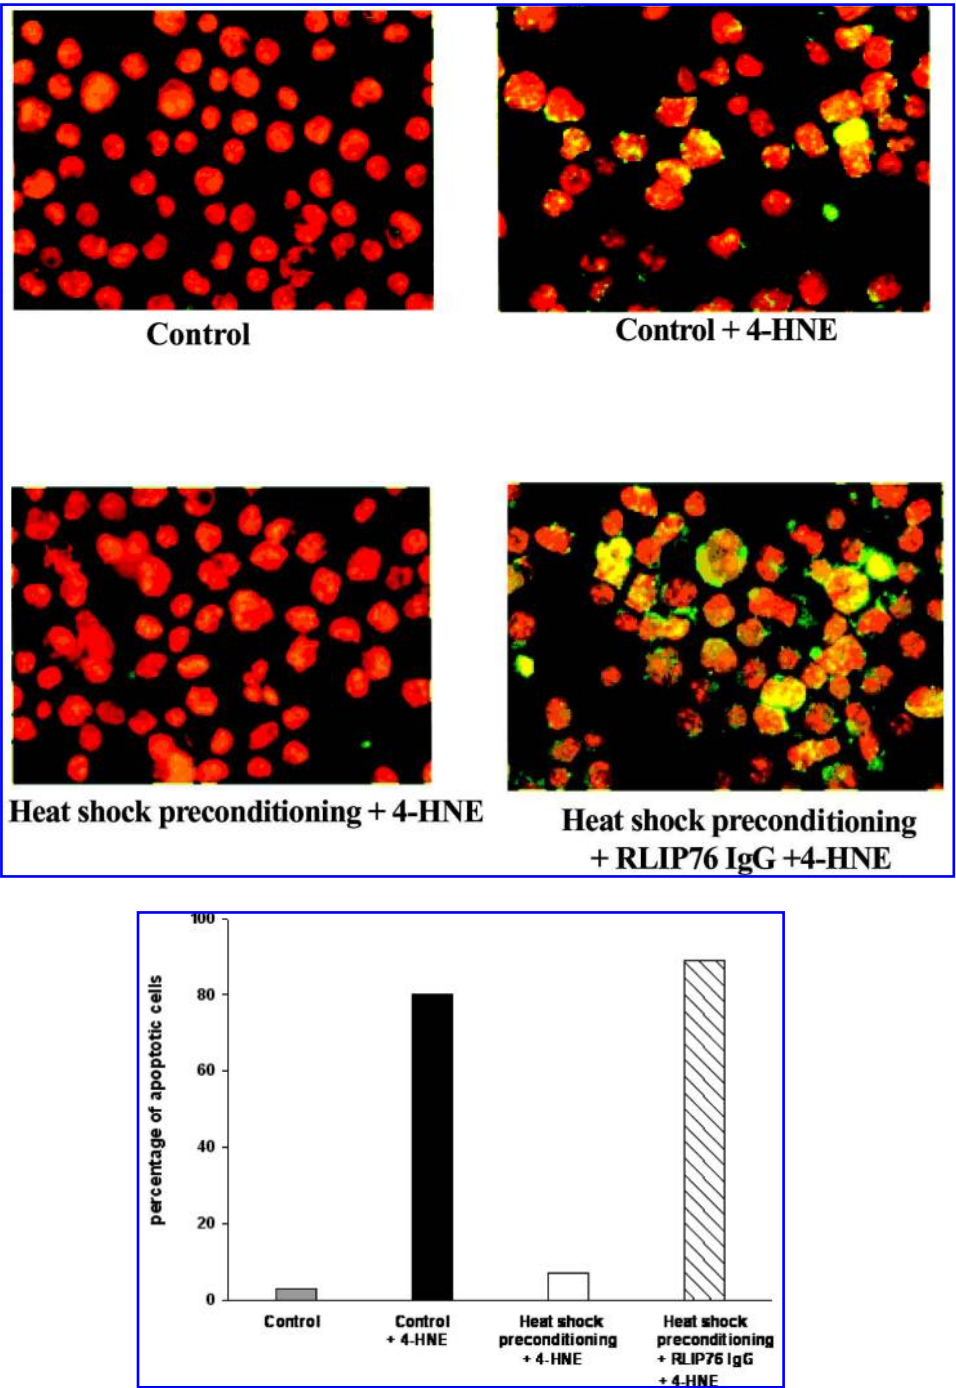 Control
Control + 4-HNE
Heat shock preconditioning + 4-HNE
Heat shock preconditioning
+ RLIP76 IgG +4-HNE
percentage of apoptotic cells
100
80
60
40
20
0
Control
Control
+ 4-HNE
Heat shock
preconditioning
+ 4-HNE
Heat shock
preconditioning
+ RLIP76 IgG
+ 4-HNE